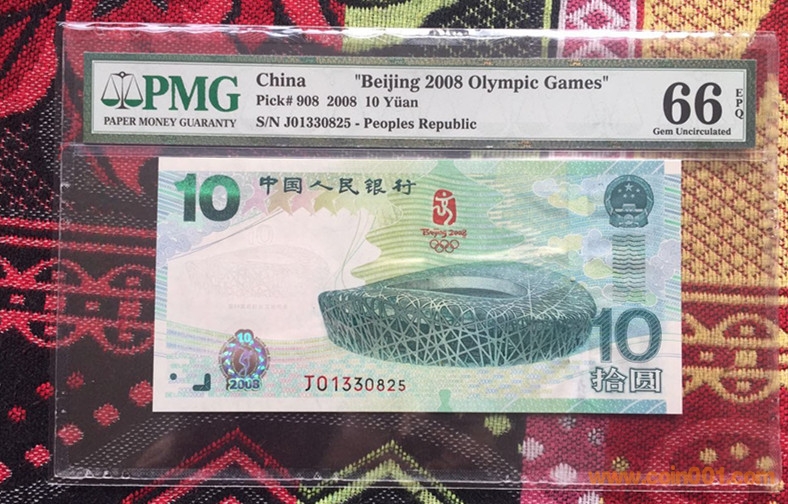 PMG
PAPER MONEY GUARANTY
China "Beijing 2008 Olympic Games"
Pick# 908 2008 10 Yüan
S/N J01330825 - Peoples Republic
66 EPQ
Gem Uncirculated
10 中国人民银行
Beijing 2008
10
2008
J01330825
10
拾圆
www.coin001.com